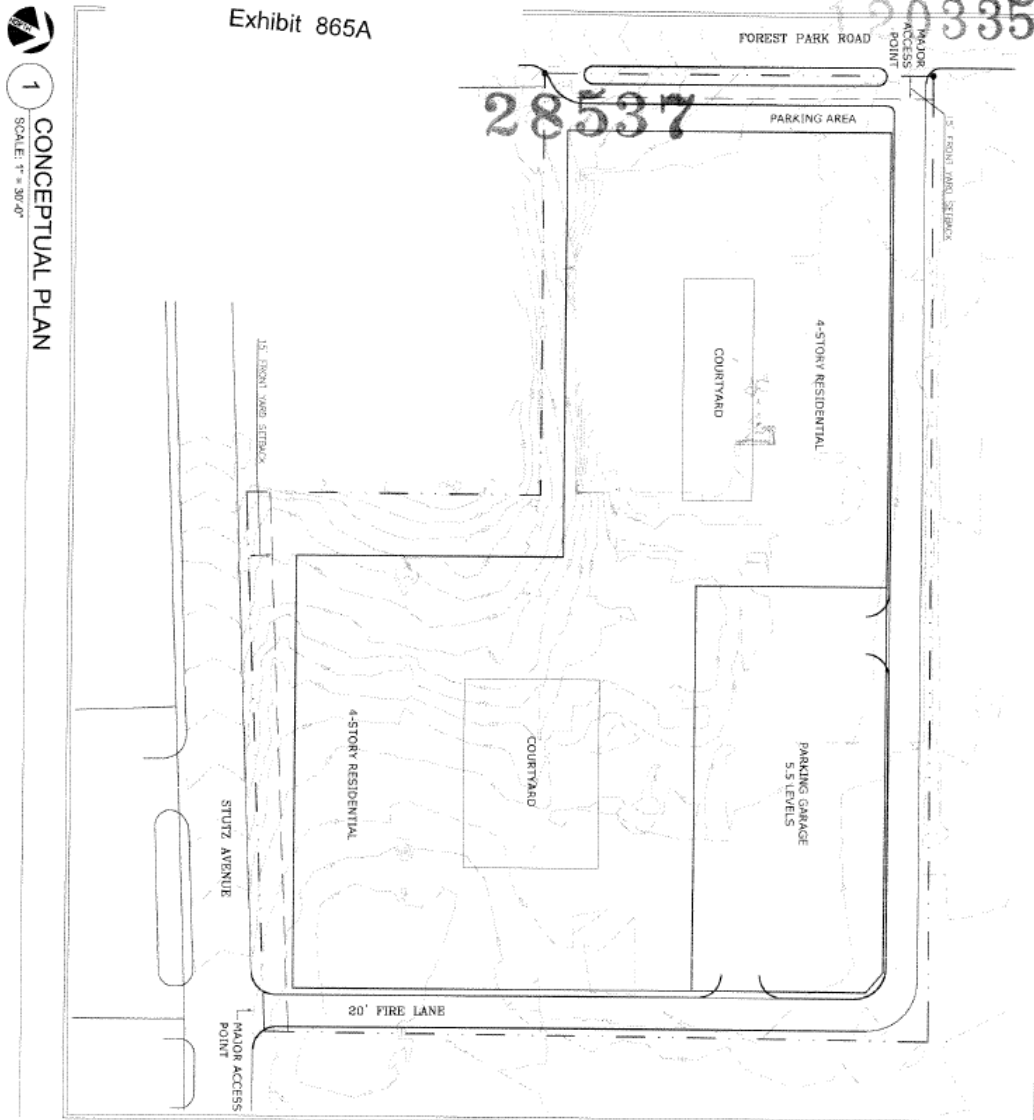 Exhibit 865A
120335
28537
FOREST PARK ROAD
MAJOR
ACCESS
POINT
15' FRONT YARD SETBACK
PARKING AREA
4-STORY RESIDENTIAL
COURTYARD
15' FRONT YARD SETBACK
PARKING GARAGE
5.5 LEVELS
COURTYARD
4-STORY RESIDENTIAL
STUTZ AVENUE
20' FIRE LANE
MAJOR ACCESS
POINT
NORTH
1
CONCEPTUAL PLAN
SCALE: 1" = 30'-0"